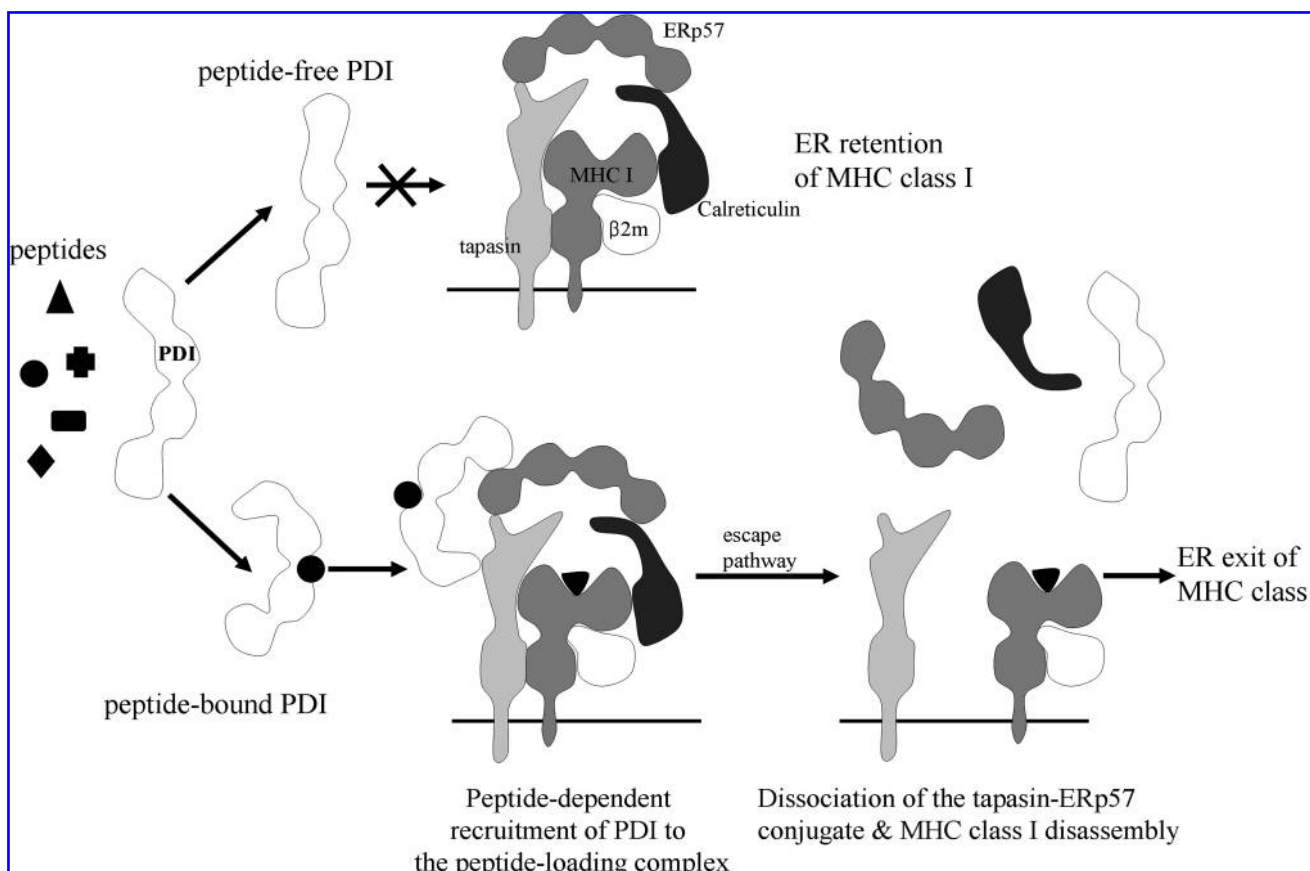 ERp57
peptide-free PDI
ER retention
of MHC class I
MHC I
Calreticulin
β2m
tapasin
peptides
PDI
escape
pathway
ER exit of
MHC class
peptide-bound PDI
Peptide-dependent
recruitment of PDI to
the peptide-loading complex
Dissociation of the tapasin-ERp57
conjugate & MHC class I disassembly